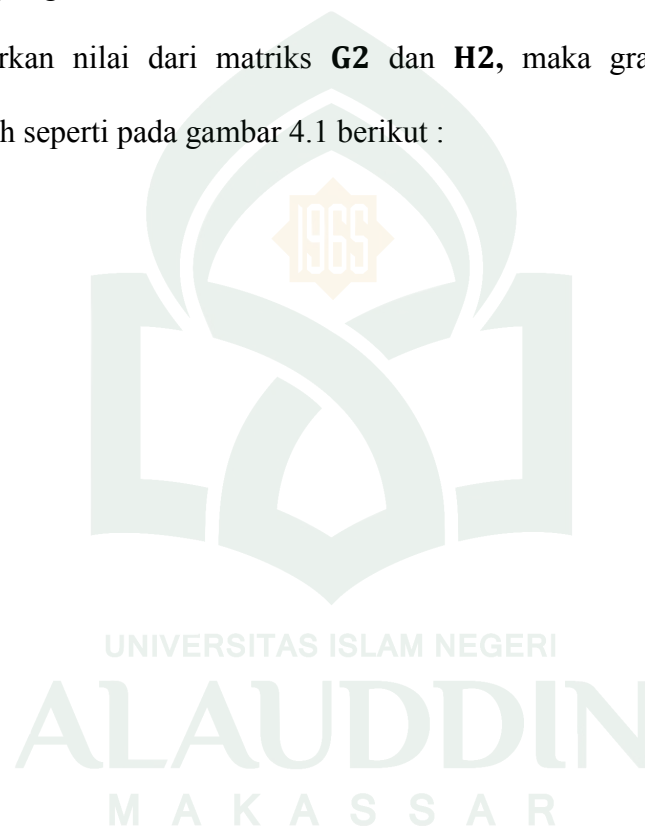 rkan nilai dari matriks G2 dan H2, maka gra
h seperti pada gambar 4.1 berikut :
1965
UNIVERSITAS ISLAM NEGERI
ALAUDDIN
MAKASSAR